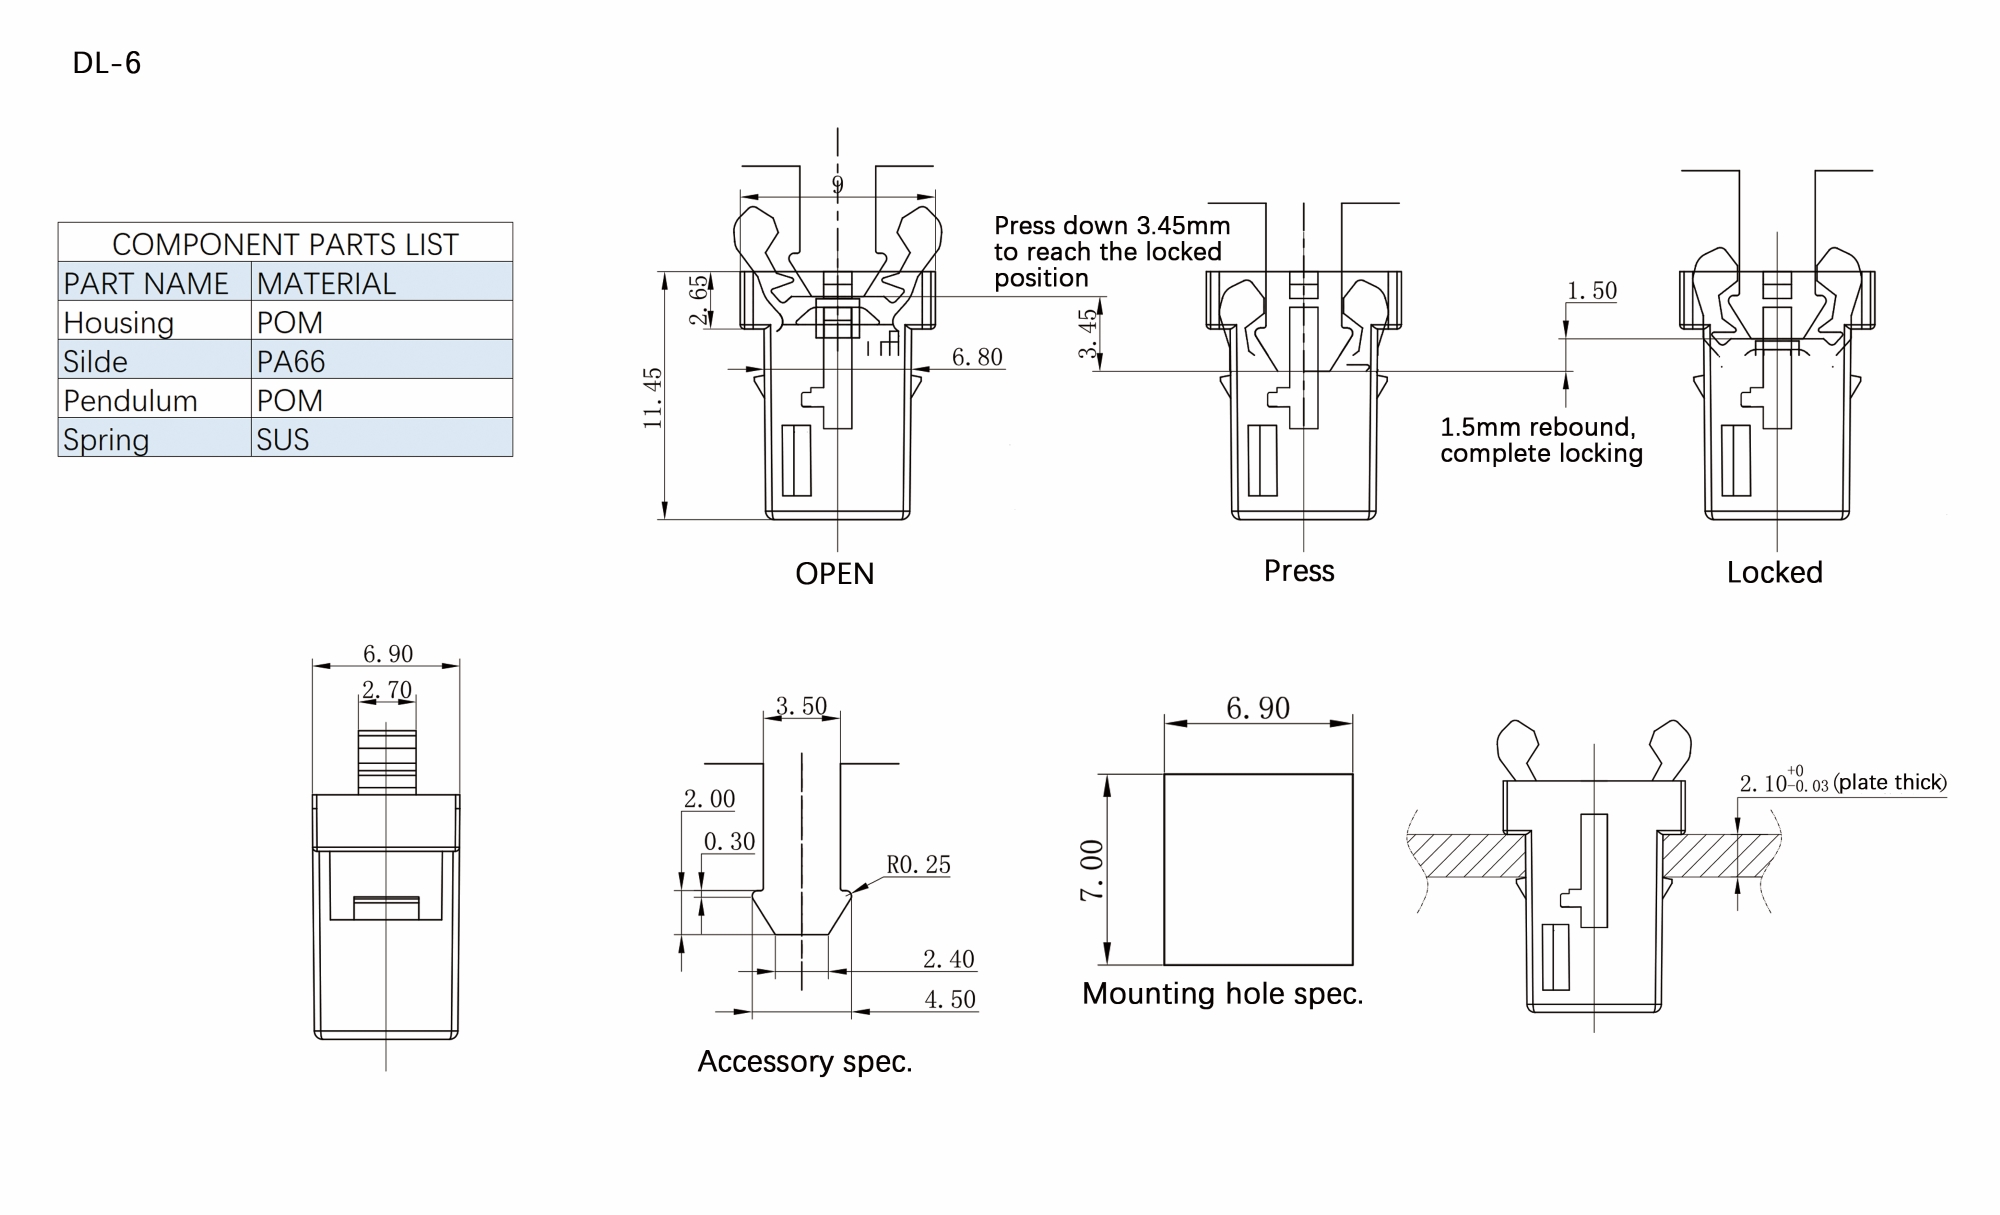 DL-6
COMPONENT PARTS LIST
PART NAME MATERIAL
Housing POM
Silde PA66
Pendulum POM
Spring SUS
9
2.65
11.45
6.80
OPEN
Press down 3.45mm
to reach the locked
position
3.45
Press
1.50
1.5mm rebound,
complete locking
Locked
6.90
2.70
3.50
2.00
0.30
R0.25
2.40
4.50
Accessory spec.
6.90
7.00
Mounting hole spec.
2.10 +0 -0.03 (plate thick)